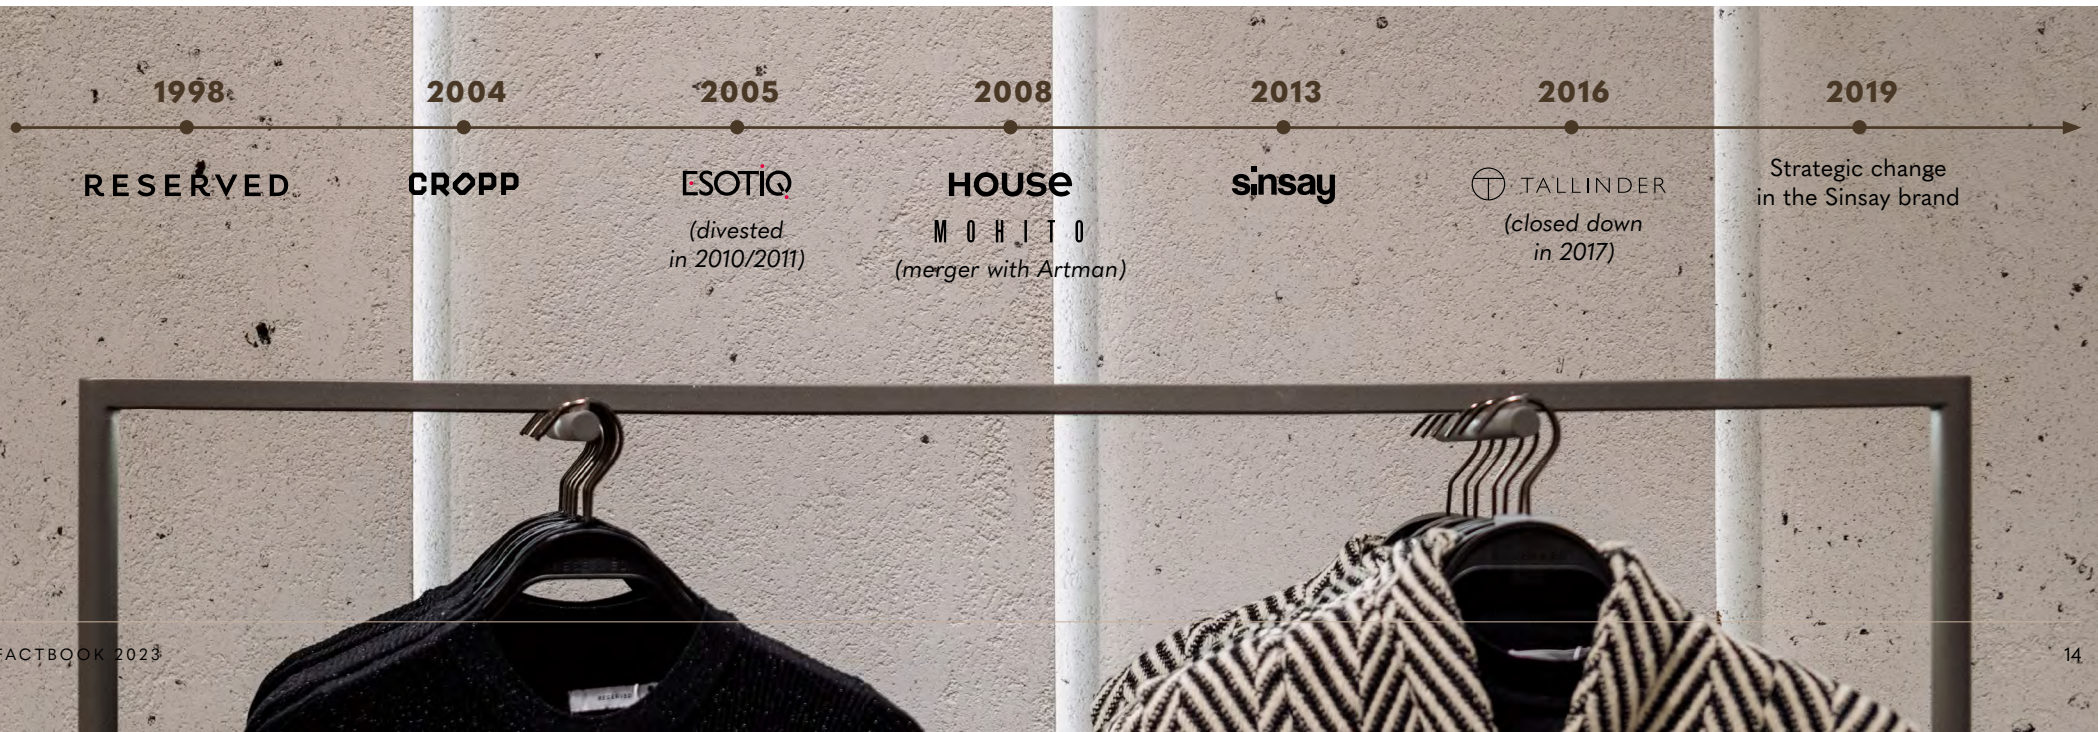 1998
2004
2005
2008
2013
2016
2019
RESERVED
CROPP
ESOTIQ
(divested
in 2010/2011)
HOUSE
MOHITO
(merger with Artman)
sinsay
TALLINDER
(closed down
in 2017)
Strategic change
in the Sinsay brand
FACTBOOK 2023
14
RESERVED